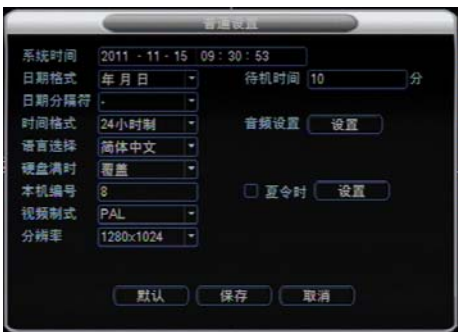 普通设置
系统时间 2011 - 11 - 15 09 : 30 : 53
日期格式 年月日 待机时间 10 分
日期分隔符 -
时间格式 24小时制 音频设置 设置
语言选择 简体中文
硬盘满时 覆盖
本机编号 8 夏令时 设置
视频制式 PAL
分辨率 1280x1024
默认 保存 取消